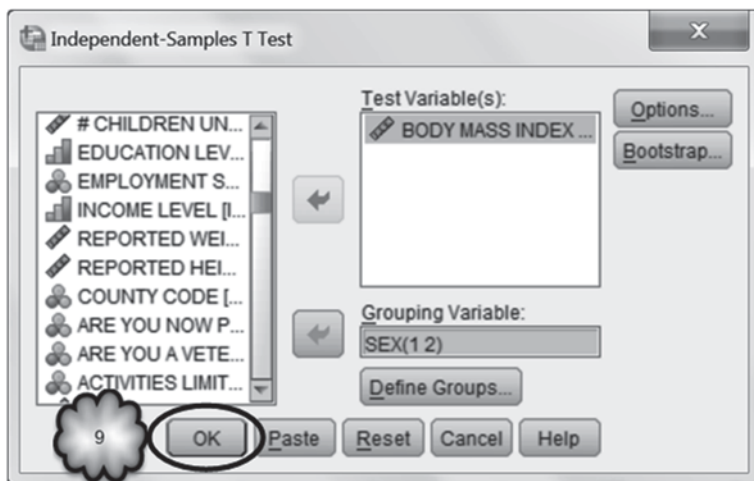 Independent-Samples T Test
X
# CHILDREN UN...
EDUCATION LEV...
EMPLOYMENT S...
INCOME LEVEL [I...
REPORTED WEI...
REPORTED HEI...
COUNTY CODE [...
ARE YOU NOW P...
ARE YOU A VETE...
ACTIVITIES LIMIT...
Test Variable(s):
BODY MASS INDEX ...
Options...
Bootstrap...
Grouping Variable:
SEX(1 2)
Define Groups...
9
OK
Paste
Reset
Cancel
Help